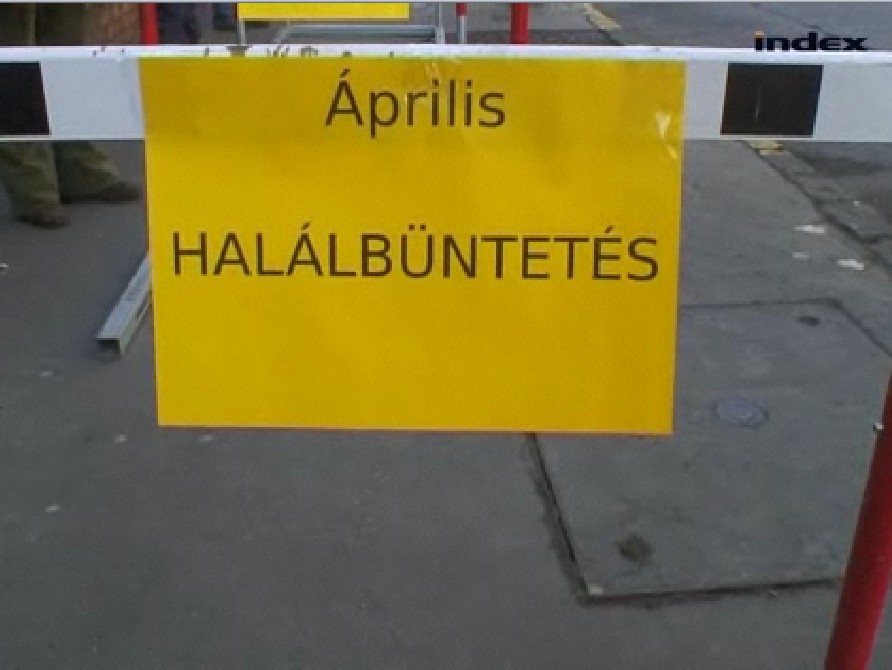 index
Április
HALÁLBÜNTETÉS